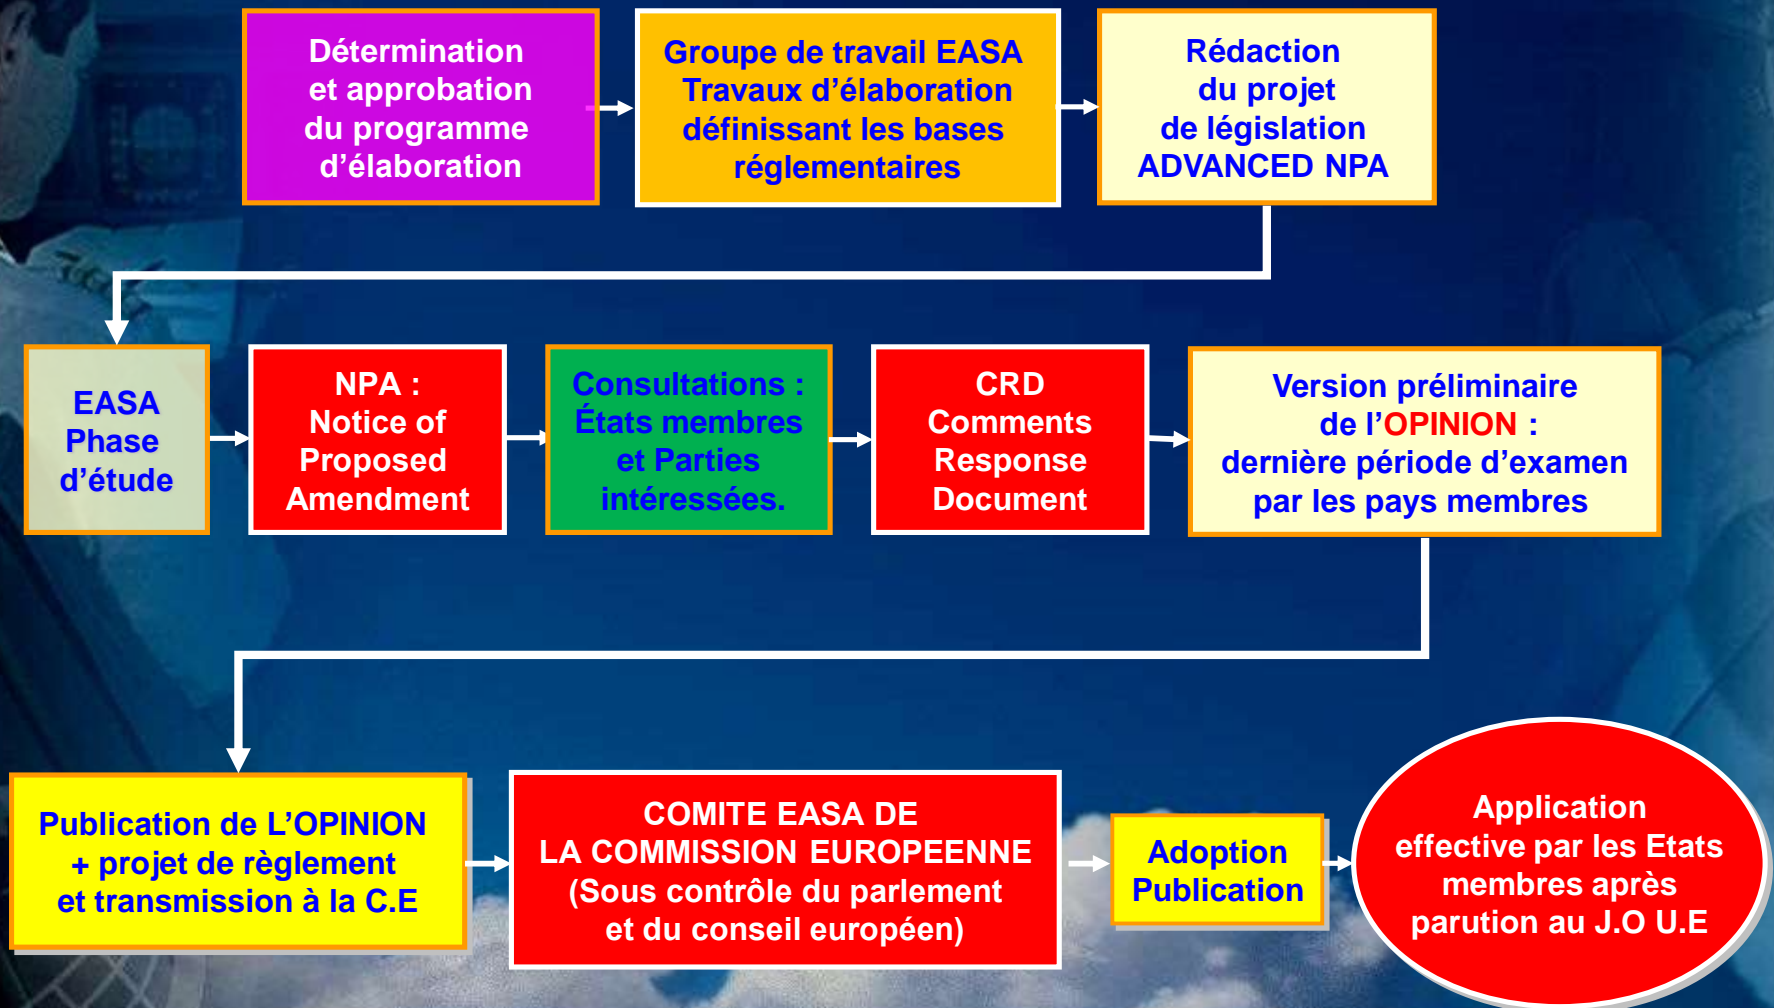 Détermination
et approbation
du programme
d’élaboration
Groupe de travail EASA
Travaux d’élaboration
définissant les bases
réglementaires
Rédaction
du projet
de législation
ADVANCED NPA
EASA
Phase
d’étude
NPA :
Notice of
Proposed
Amendment
Consultations :
États membres
et Parties
intéressées.
CRD
Comments
Response
Document
Version préliminaire
de l’OPINION :
dernière période d’examen
par les pays membres
Publication de L’OPINION
+ projet de règlement
et transmission à la C.E
COMITE EASA DE
LA COMMISSION EUROPEENNE
(Sous contrôle du parlement
et du conseil européen)
Adoption
Publication
Application
effective par les Etats
membres après
parution au J.O U.E